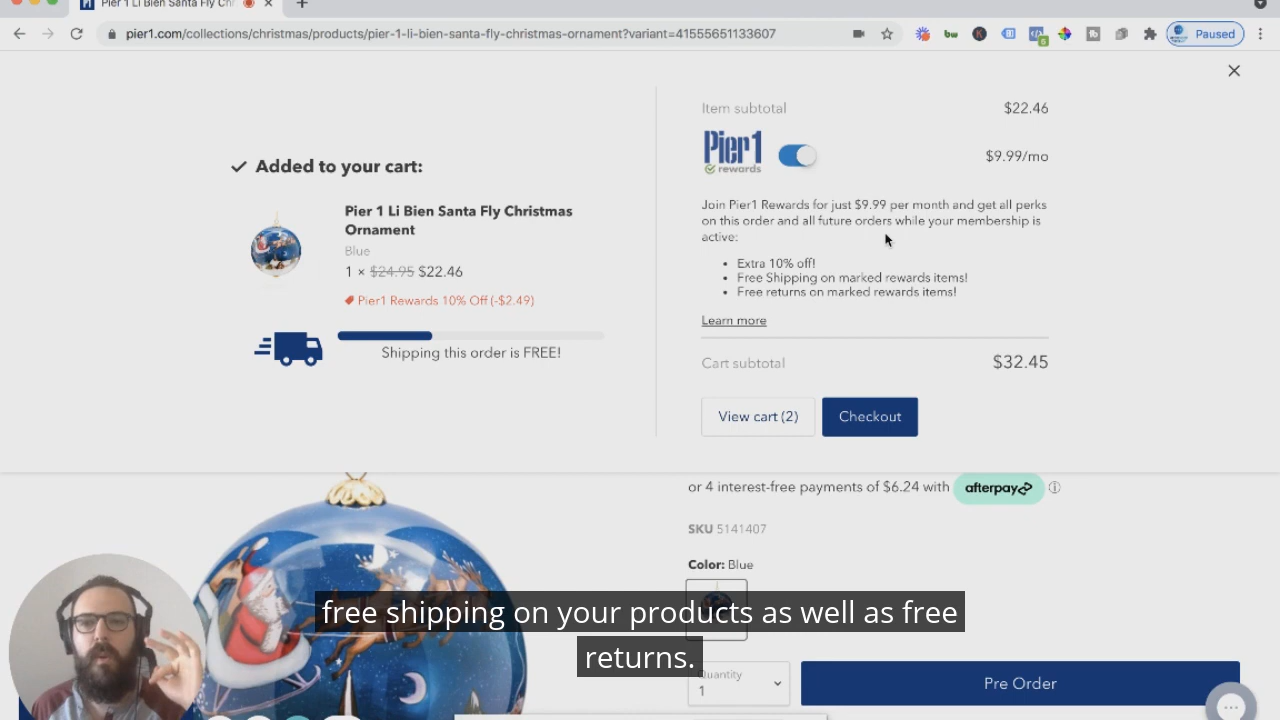 Pier 1 Li Bien Santa Fly Chr
pier1.com/collections/christmas/products/pier-1-li-bien-santa-fly-christmas-ornament?variant=41555651133607
Paused
Added to your cart:
Pier 1 Li Bien Santa Fly Christmas
Ornament
Blue
1 × $24.95 $22.46
Pier1 Rewards 10% Off (-$2.49)
Shipping this order is FREE!
Item subtotal $22.46
Pier1
rewards
$9.99/mo
Join Pier1 Rewards for just $9.99 per month and get all perks
on this order and all future orders while your membership is
active:
Extra 10% off!
Free Shipping on marked rewards items!
Free returns on marked rewards items!
Learn more
Cart subtotal $32.45
View cart (2) Checkout
or 4 interest-free payments of $6.24 with afterpay
SKU 5141407
Color: Blue
free shipping on your products as well as free
returns.
Quantity
1
Pre Order